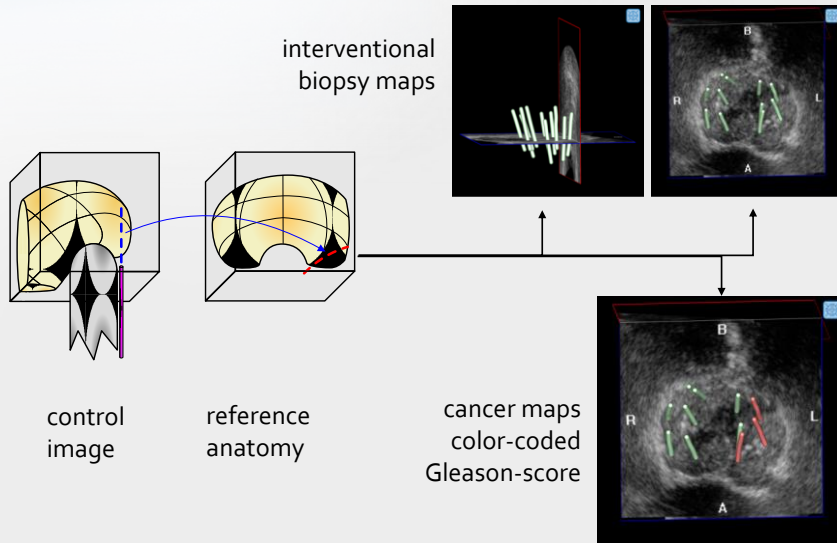 interventional
biopsy maps
B
R
L
A
B
R
L
A
control
image
reference
anatomy
cancer maps
color-coded
Gleason-score